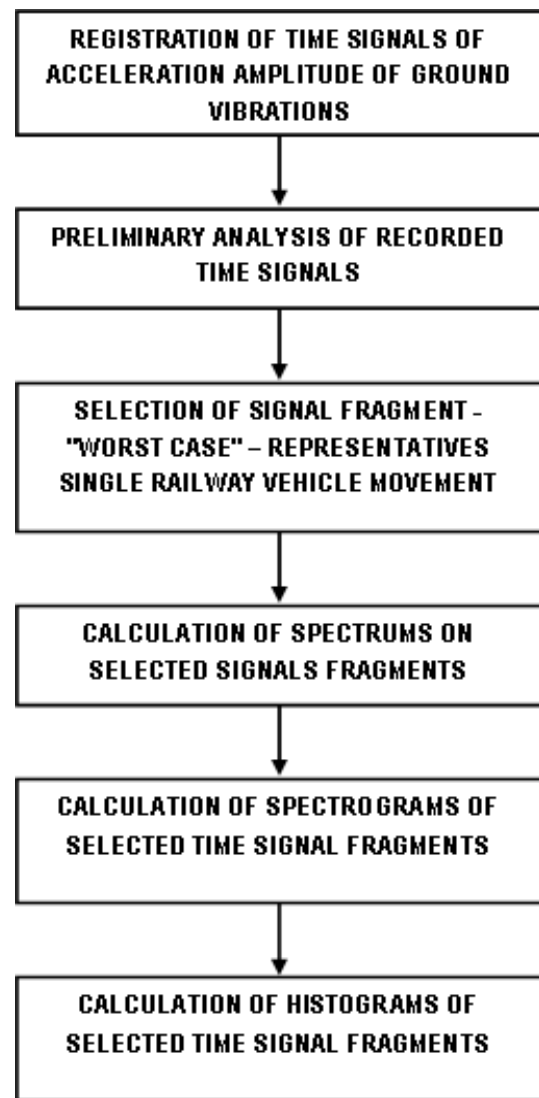 REGISTRATION OF TIME SIGNALS OF
ACCELERATION AMPLITUDE OF GROUND
VIBRATIONS
PRELIMINARY ANALYSIS OF RECORDED
TIME SIGNALS
SELECTION OF SIGNAL FRAGMENT -
"WORST CASE" – REPRESENTATIVES
SINGLE RAILWAY VEHICLE MOVEMENT
CALCULATION OF SPECTRUMS ON
SELECTED SIGNALS FRAGMENTS
CALCULATION OF SPECTROGRAMS OF
SELECTED TIME SIGNAL FRAGMENTS
CALCULATION OF HISTOGRAMS OF
SELECTED TIME SIGNAL FRAGMENTS